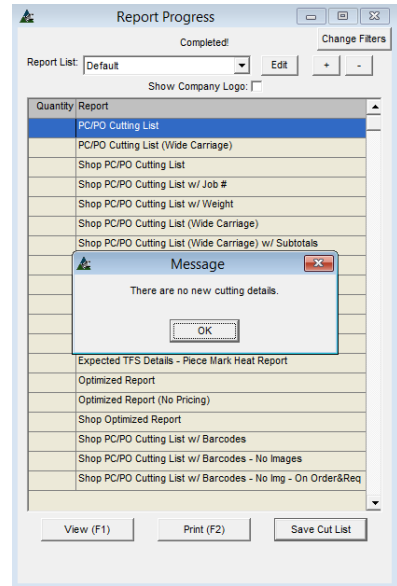 Report Progress
Completed!
Change Filters
Report List:
Default
Edit
+
-
Show Company Logo:
Quantity Report
PC/PO Cutting List
PC/PO Cutting List (Wide Carriage)
Shop PC/PO Cutting List
Shop PC/PO Cutting List w/ Job #
Shop PC/PO Cutting List w/ Weight
Shop PC/PO Cutting List (Wide Carriage)
Shop PC/PO Cutting List (Wide Carriage) w/ Subtotals
Message
There are no new cutting details.
OK
Expected TFS Details - Piece Mark Heat Report
Optimized Report
Optimized Report (No Pricing)
Shop Optimized Report
Shop PC/PO Cutting List w/ Barcodes
Shop PC/PO Cutting List w/ Barcodes - No Images
Shop PC/PO Cutting List w/ Barcodes - No Img - On Order&Req
View (F1)
Print (F2)
Save Cut List